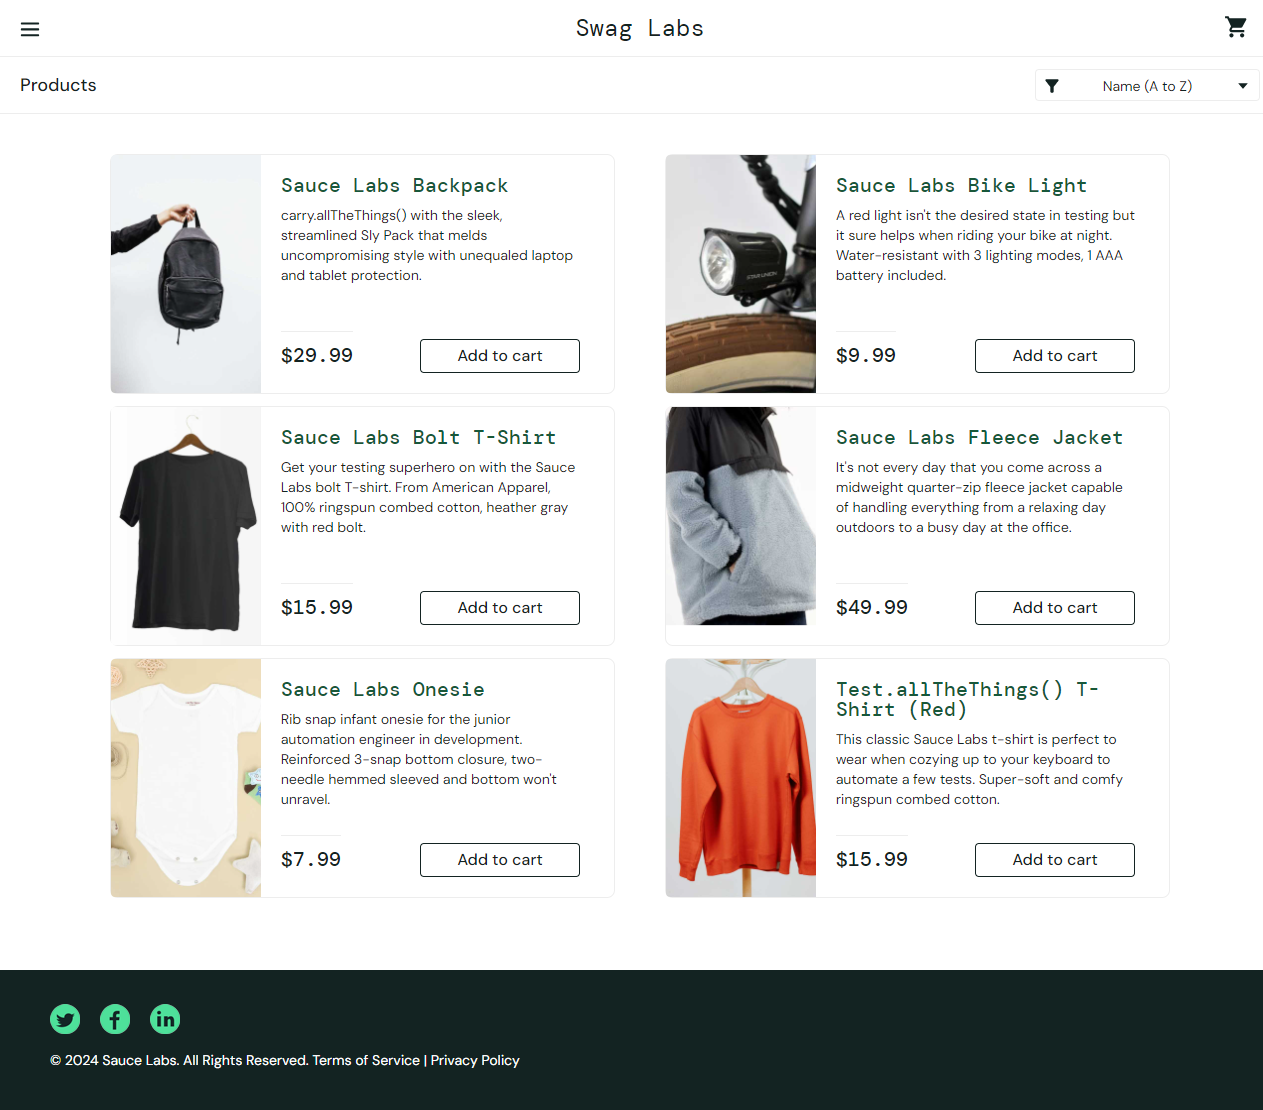 Swag Labs
Products
Name (A to Z)
Sauce Labs Backpack
carry.allTheThings() with the sleek,
streamlined Sly Pack that melds
uncompromising style with unequaled laptop
and tablet protection.
$29.99
Add to cart
Sauce Labs Bike Light
A red light isn't the desired state in testing but
it sure helps when riding your bike at night.
Water-resistant with 3 lighting modes, 1 AAA
battery included.
$9.99
Add to cart
Sauce Labs Bolt T-Shirt
Get your testing superhero on with the Sauce
Labs bolt T-shirt. From American Apparel,
100% ringspun combed cotton, heather gray
with red bolt.
$15.99
Add to cart
Sauce Labs Fleece Jacket
It's not every day that you come across a
midweight quarter-zip fleece jacket capable
of handling everything from a relaxing day
outdoors to a busy day at the office.
$49.99
Add to cart
Sauce Labs Onesie
Rib snap infant onesie for the junior
automation engineer in development.
Reinforced 3-snap bottom closure, two-
needle hemmed sleeved and bottom won't
unravel.
$7.99
Add to cart
Test.allTheThings() T-
Shirt (Red)
This classic Sauce Labs t-shirt is perfect to
wear when cozying up to your keyboard to
automate a few tests. Super-soft and comfy
ringspun combed cotton.
$15.99
Add to cart
© 2024 Sauce Labs. All Rights Reserved. Terms of Service | Privacy Policy